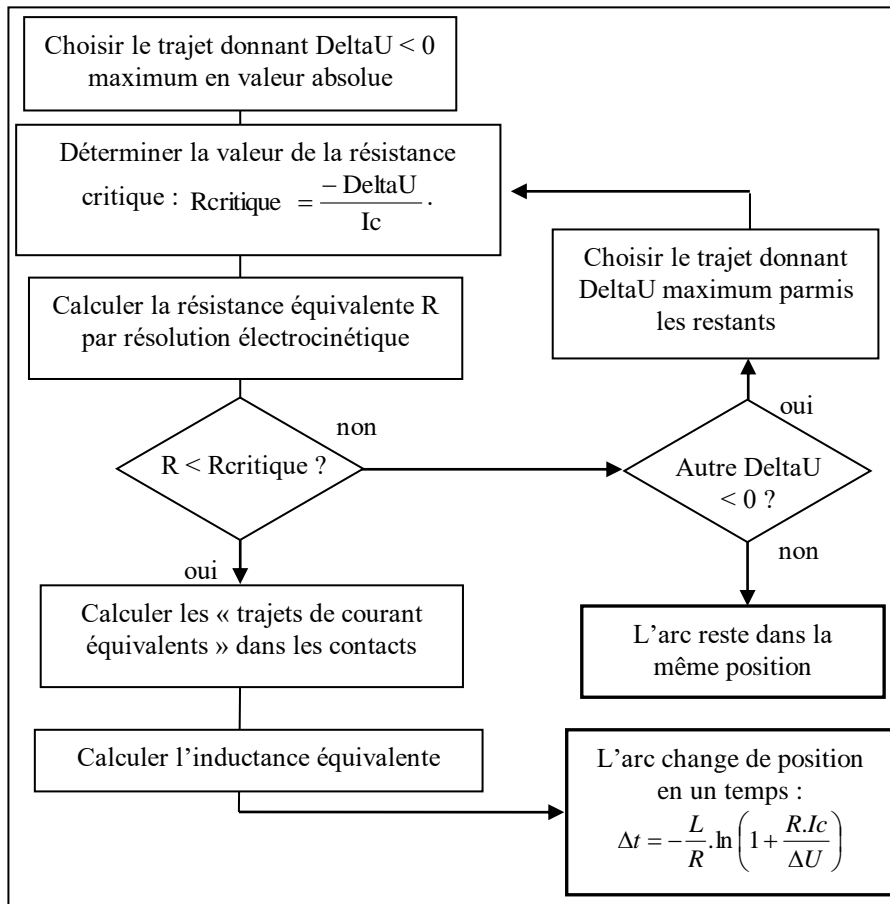 Choisir le trajet donnant DeltaU < 0
maximum en valeur absolue
Déterminer la valeur de la résistance
critique : Rcritique = − DeltaU / Ic .
Calculer la résistance équivalente R
par résolution électrocinétique
R < Rcritique ?
non
oui
Choisir le trajet donnant
DeltaU maximum parmis
les restants
oui
Autre DeltaU
< 0 ?
non
L’arc reste dans la
même position
Calculer les « trajets de courant
équivalents » dans les contacts
Calculer l’inductance équivalente
L’arc change de position
en un temps :
Δt = − L/R . ln ( 1 + R.Ic / ΔU )